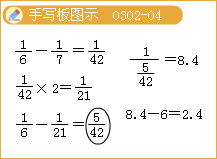 手写板图示 0302-04
1/6 − 1/7 = 1/42
1/(5/42) = 8.4
1/42 × 2 = 1/21
8.4−6=2.4
1/6 − 1/21 = 5/42